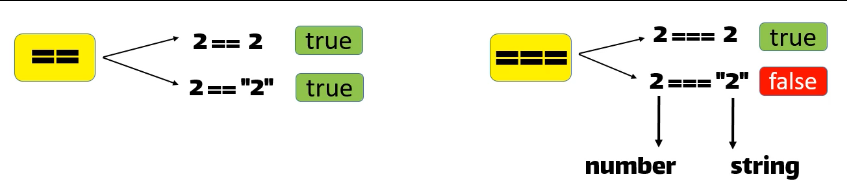 ==
2 == 2 true
2 == "2" true
===
2 === 2 true
2 === "2" false
number string